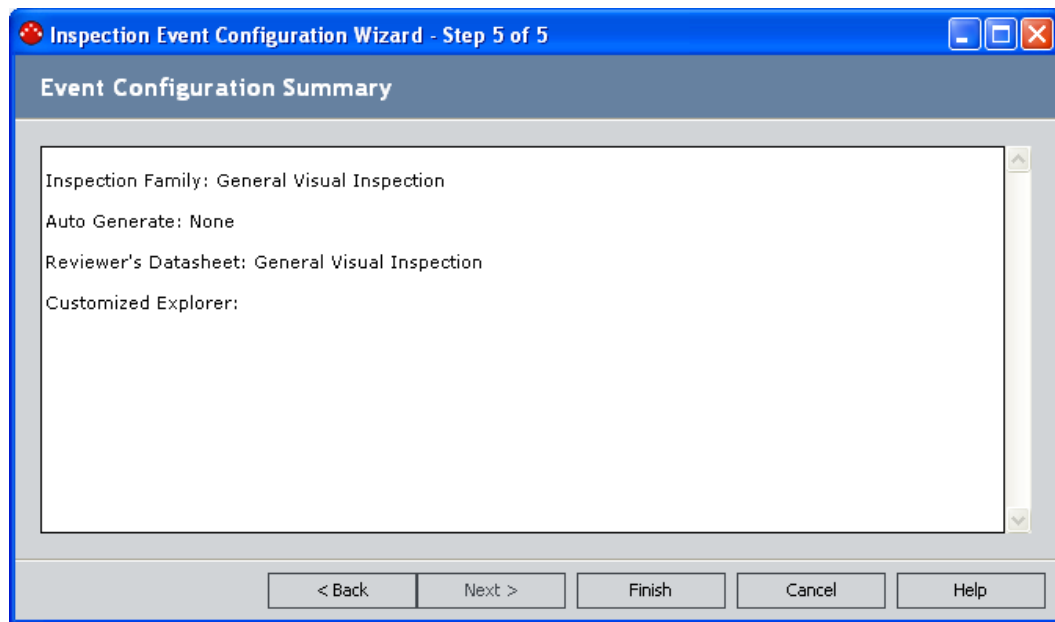 Inspection Event Configuration Wizard - Step 5 of 5
Event Configuration Summary
Inspection Family: General Visual Inspection
Auto Generate: None
Reviewer's Datasheet: General Visual Inspection
Customized Explorer:
< Back Next > Finish Cancel Help